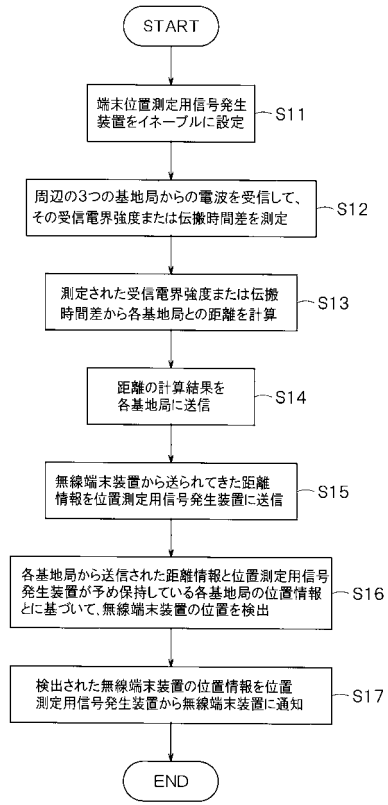 START
端末位置測定用信号発生
装置をイネーブルに設定
S11
周辺の3つの基地局からの電波を受信して、
その受信電界強度または伝搬時間差を測定
S12
測定された受信電界強度または伝搬
時間差から各基地局との距離を計算
S13
距離の計算結果を
各基地局に送信
S14
無線端末装置から送られてきた距離
情報を位置測定用信号発生装置に送信
S15
各基地局から送信された距離情報と位置測定用信号
発生装置が予め保持している各基地局の位置情報
とに基づいて、無線端末装置の位置を検出
S16
検出された無線端末装置の位置情報を位置
測定用信号発生装置から無線端末装置に通知
S17
END